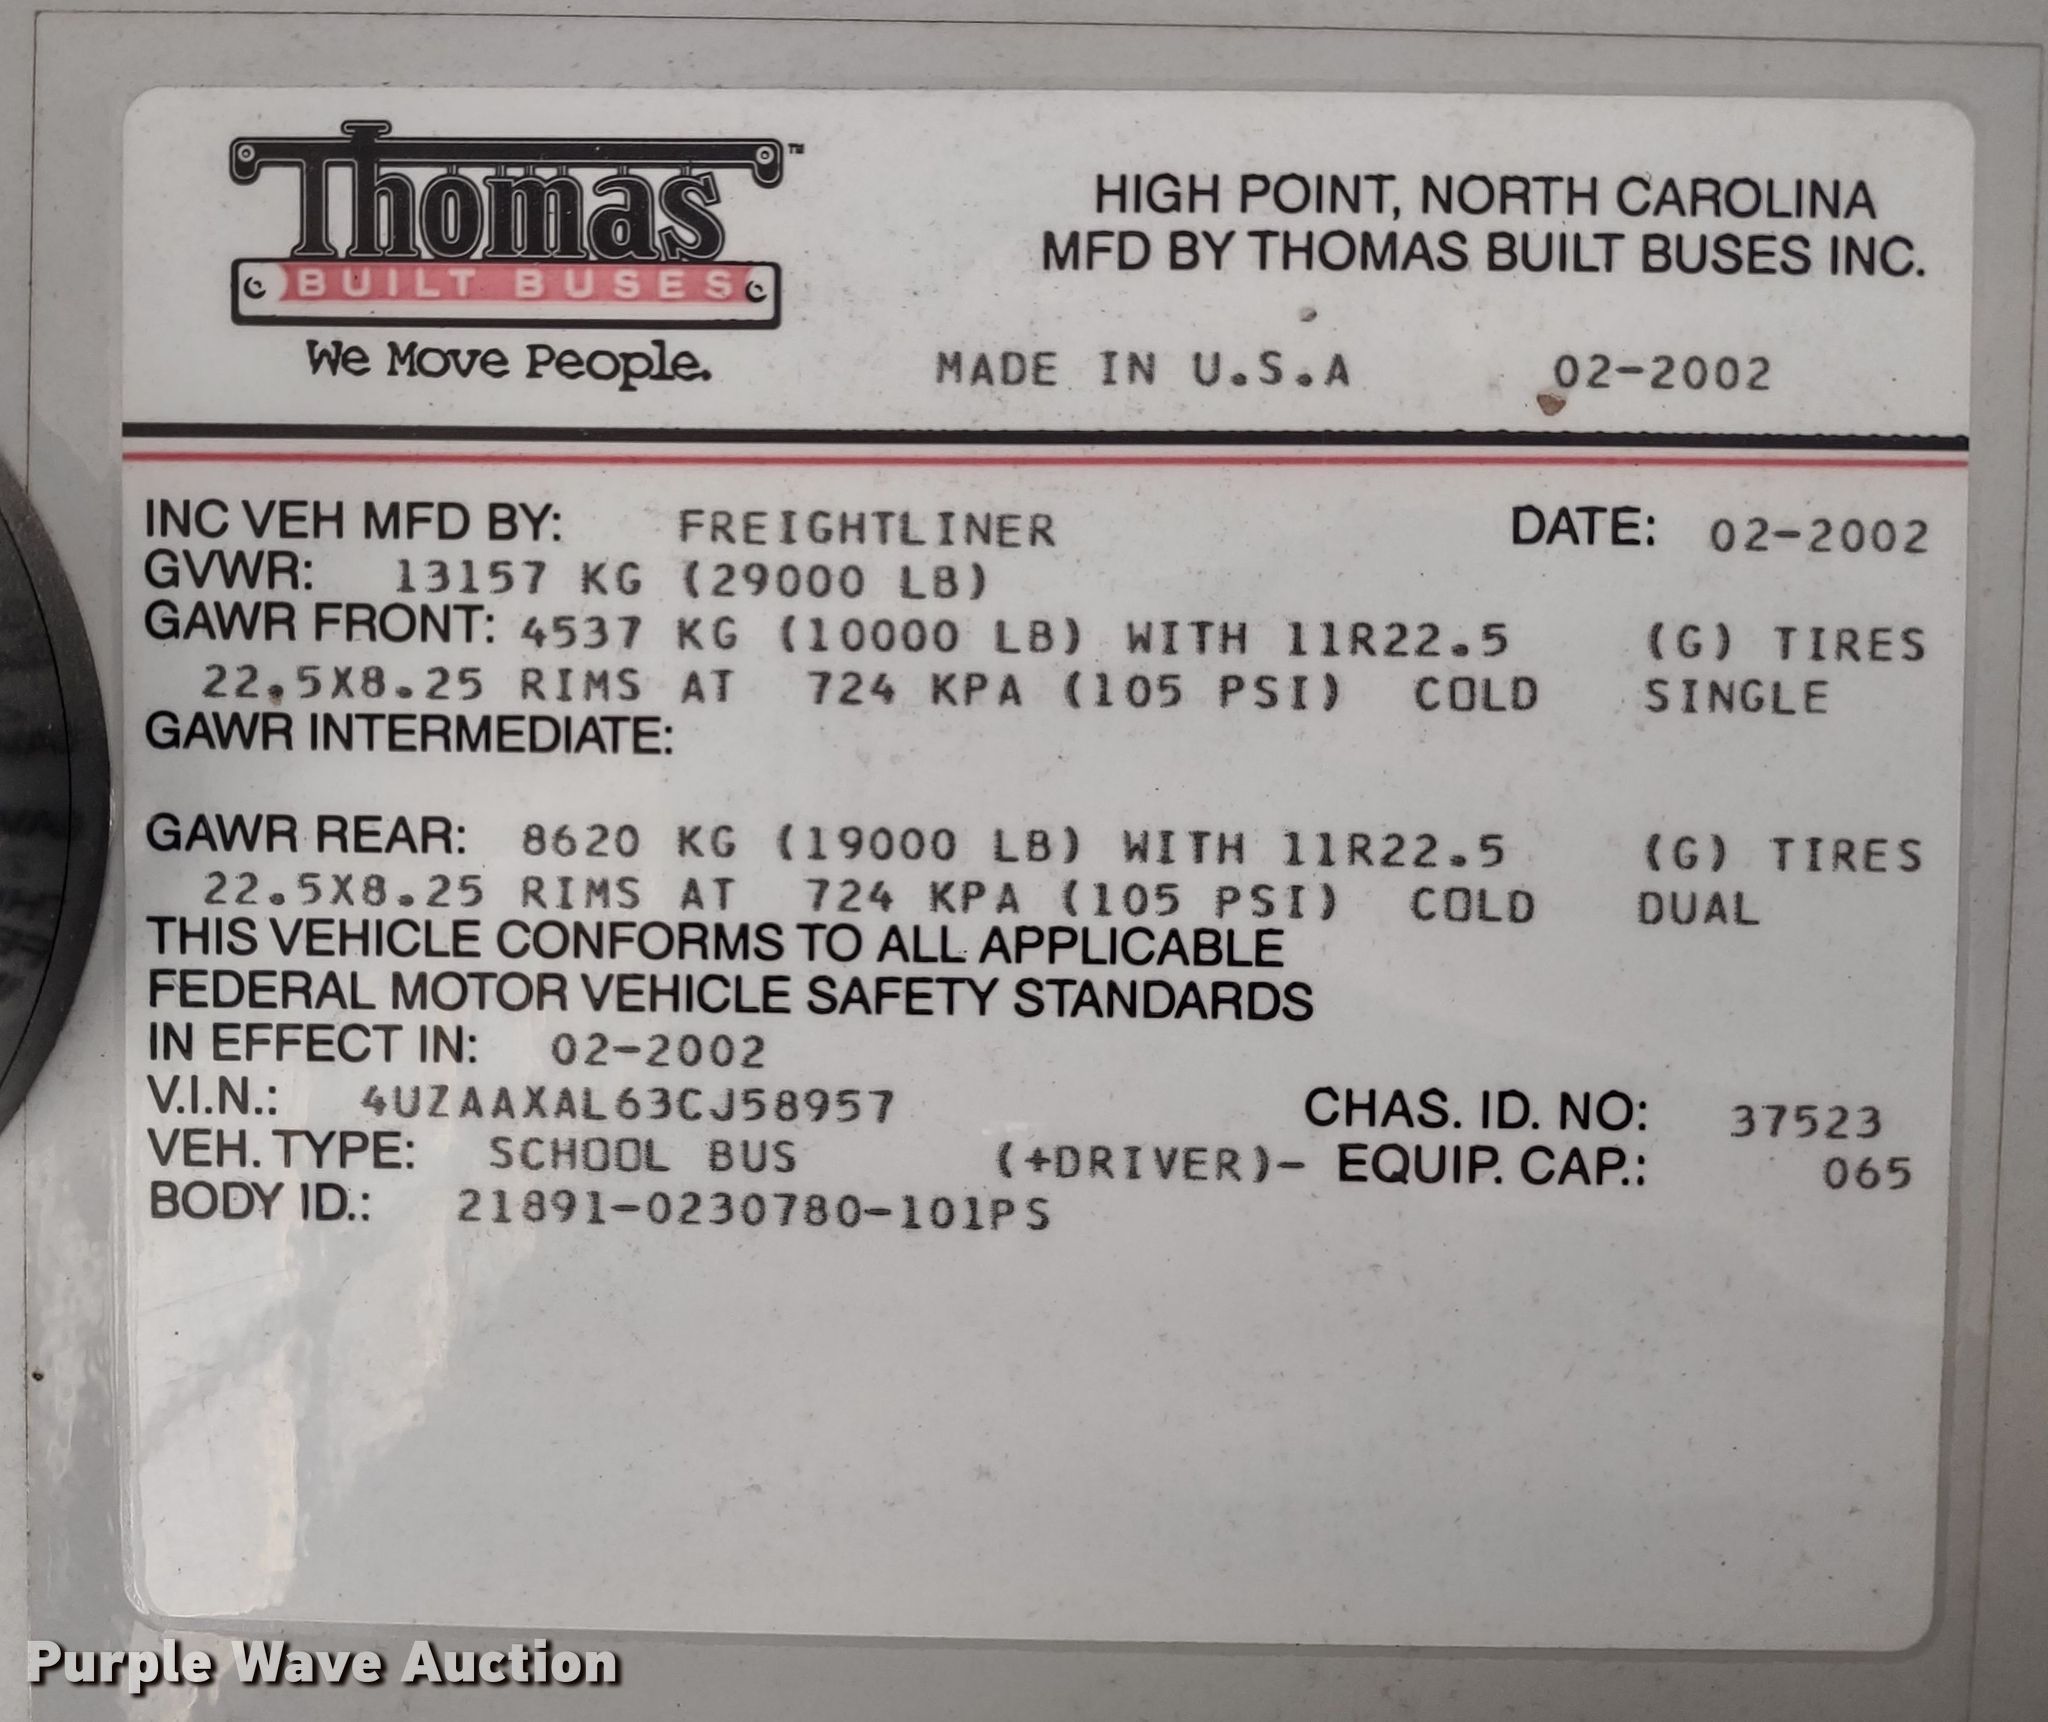 Thomas™
BUILT BUSES
We Move People.
HIGH POINT, NORTH CAROLINA
MFD BY THOMAS BUILT BUSES INC.
MADE IN U.S.A 02-2002
INC VEH MFD BY: FREIGHTLINER DATE: 02-2002
GVWR: 13157 KG (29000 LB)
GAWR FRONT: 4537 KG (10000 LB) WITH 11R22.5 (G) TIRES
22.5X8.25 RIMS AT 724 KPA (105 PSI) COLD SINGLE
GAWR INTERMEDIATE:
GAWR REAR: 8620 KG (19000 LB) WITH 11R22.5 (G) TIRES
22.5X8.25 RIMS AT 724 KPA (105 PSI) COLD DUAL
THIS VEHICLE CONFORMS TO ALL APPLICABLE
FEDERAL MOTOR VEHICLE SAFETY STANDARDS
IN EFFECT IN: 02-2002
V.I.N.: 4UZAAXAL63CJ58957 CHAS. ID. NO: 37523
VEH. TYPE: SCHOOL BUS (+DRIVER)- EQUIP. CAP.: 065
BODY ID.: 21891-0230780-101PS
Purple Wave Auction